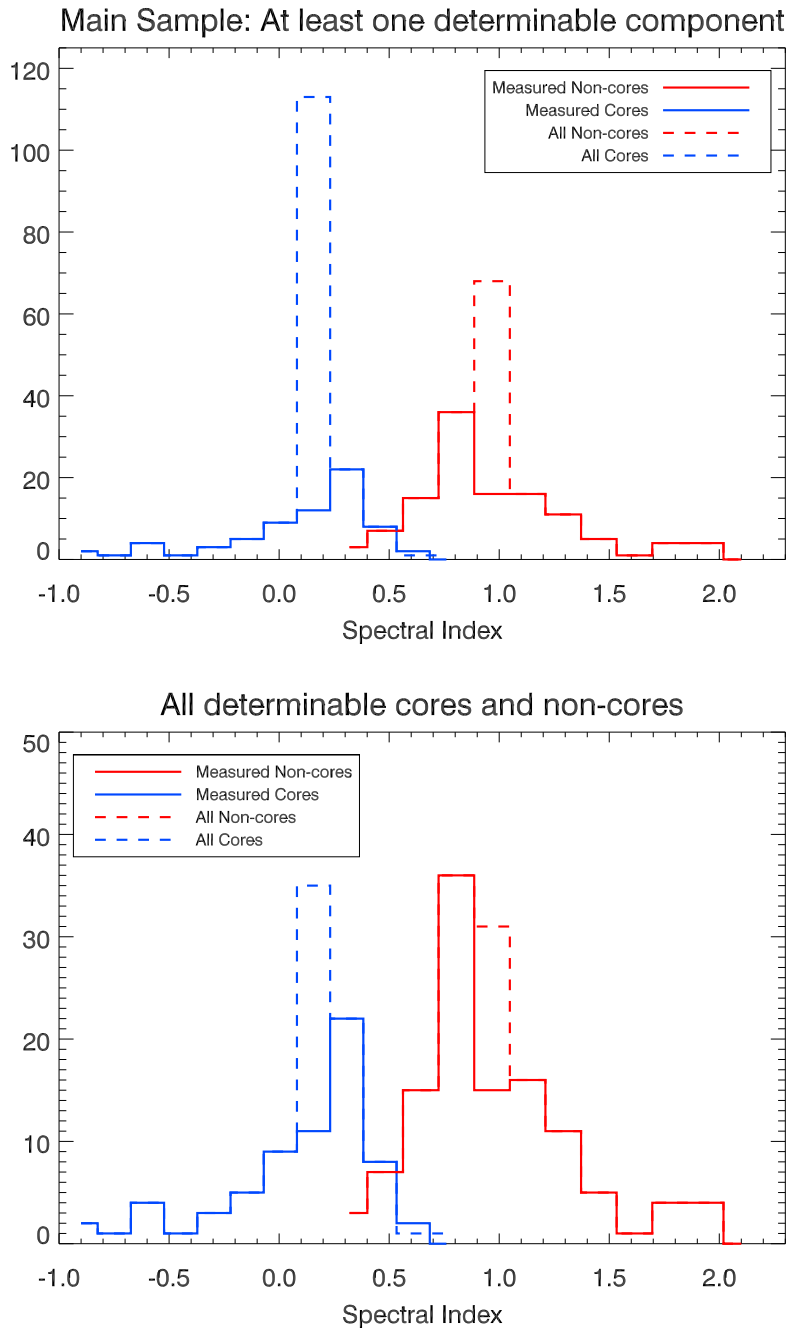 Main Sample: At least one determinable component
120
100
80
60
40
20
0
Measured Non-cores
Measured Cores
All Non-cores
All Cores
-1.0 -0.5 0.0 0.5 1.0 1.5 2.0
Spectral Index
All determinable cores and non-cores
50
40
30
20
10
0
Measured Non-cores
Measured Cores
All Non-cores
All Cores
-1.0 -0.5 0.0 0.5 1.0 1.5 2.0
Spectral Index